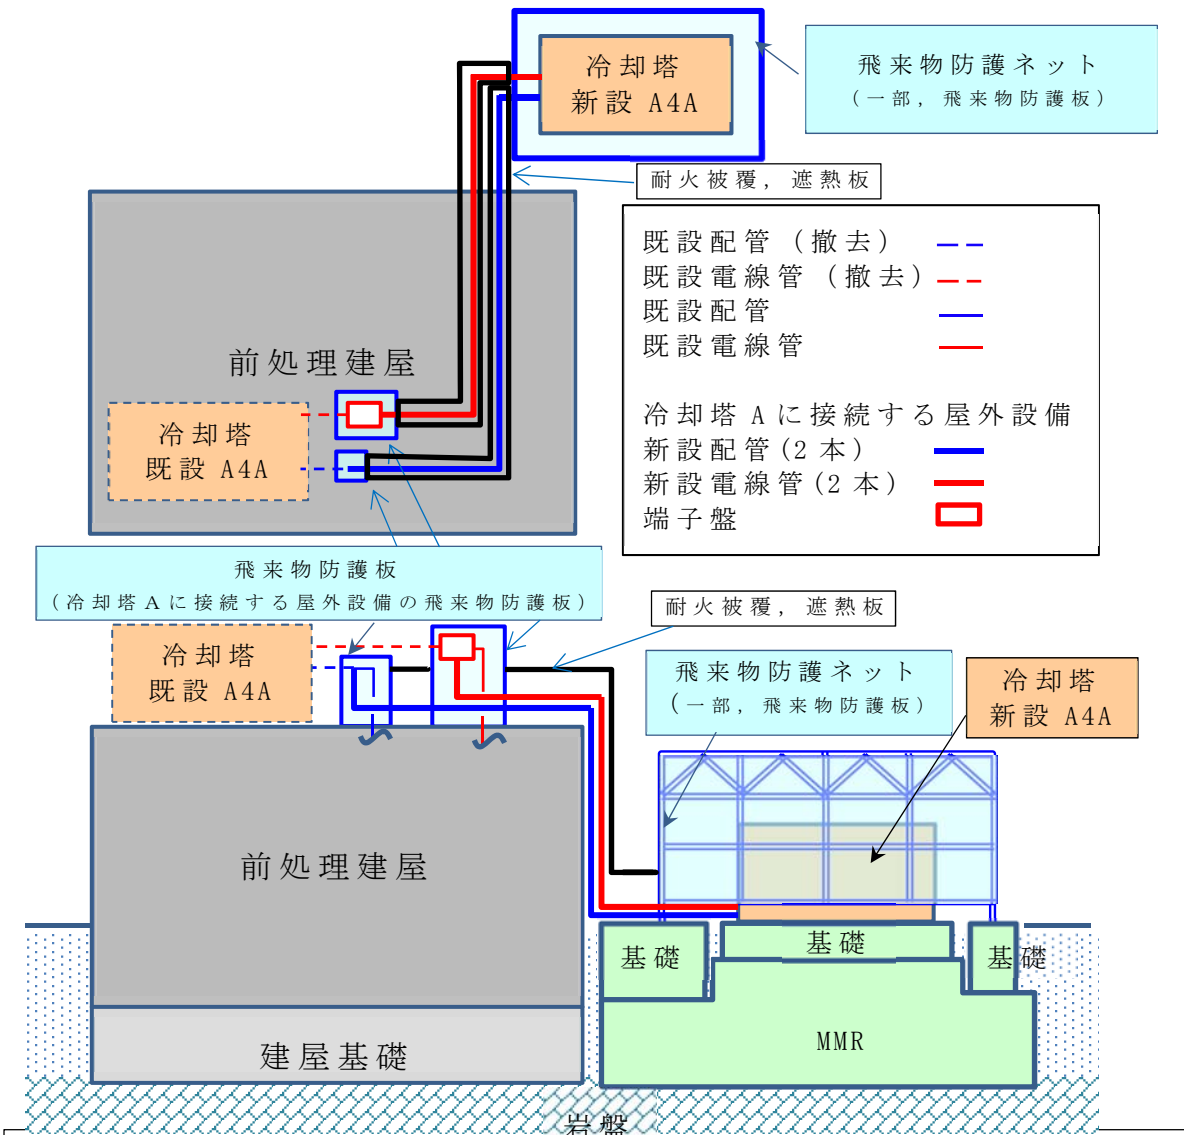 冷却塔
新設 A4A
飛来物防護ネット
(一部, 飛来物防護板)
耐火被覆, 遮熱板
既設配管 (撤去)
既設電線管 (撤去)
既設配管
既設電線管
冷却塔 A に接続する屋外設備
新設配管(2 本)
新設電線管(2 本)
端子盤
前処理建屋
冷却塔
既設 A4A
飛来物防護板
(冷却塔Aに接続する屋外設備の飛来物防護板)
耐火被覆, 遮熱板
冷却塔
既設 A4A
飛来物防護ネット
(一部, 飛来物防護板)
冷却塔
新設 A4A
前処理建屋
基礎
基礎
基礎
MMR
建屋基礎
岩盤